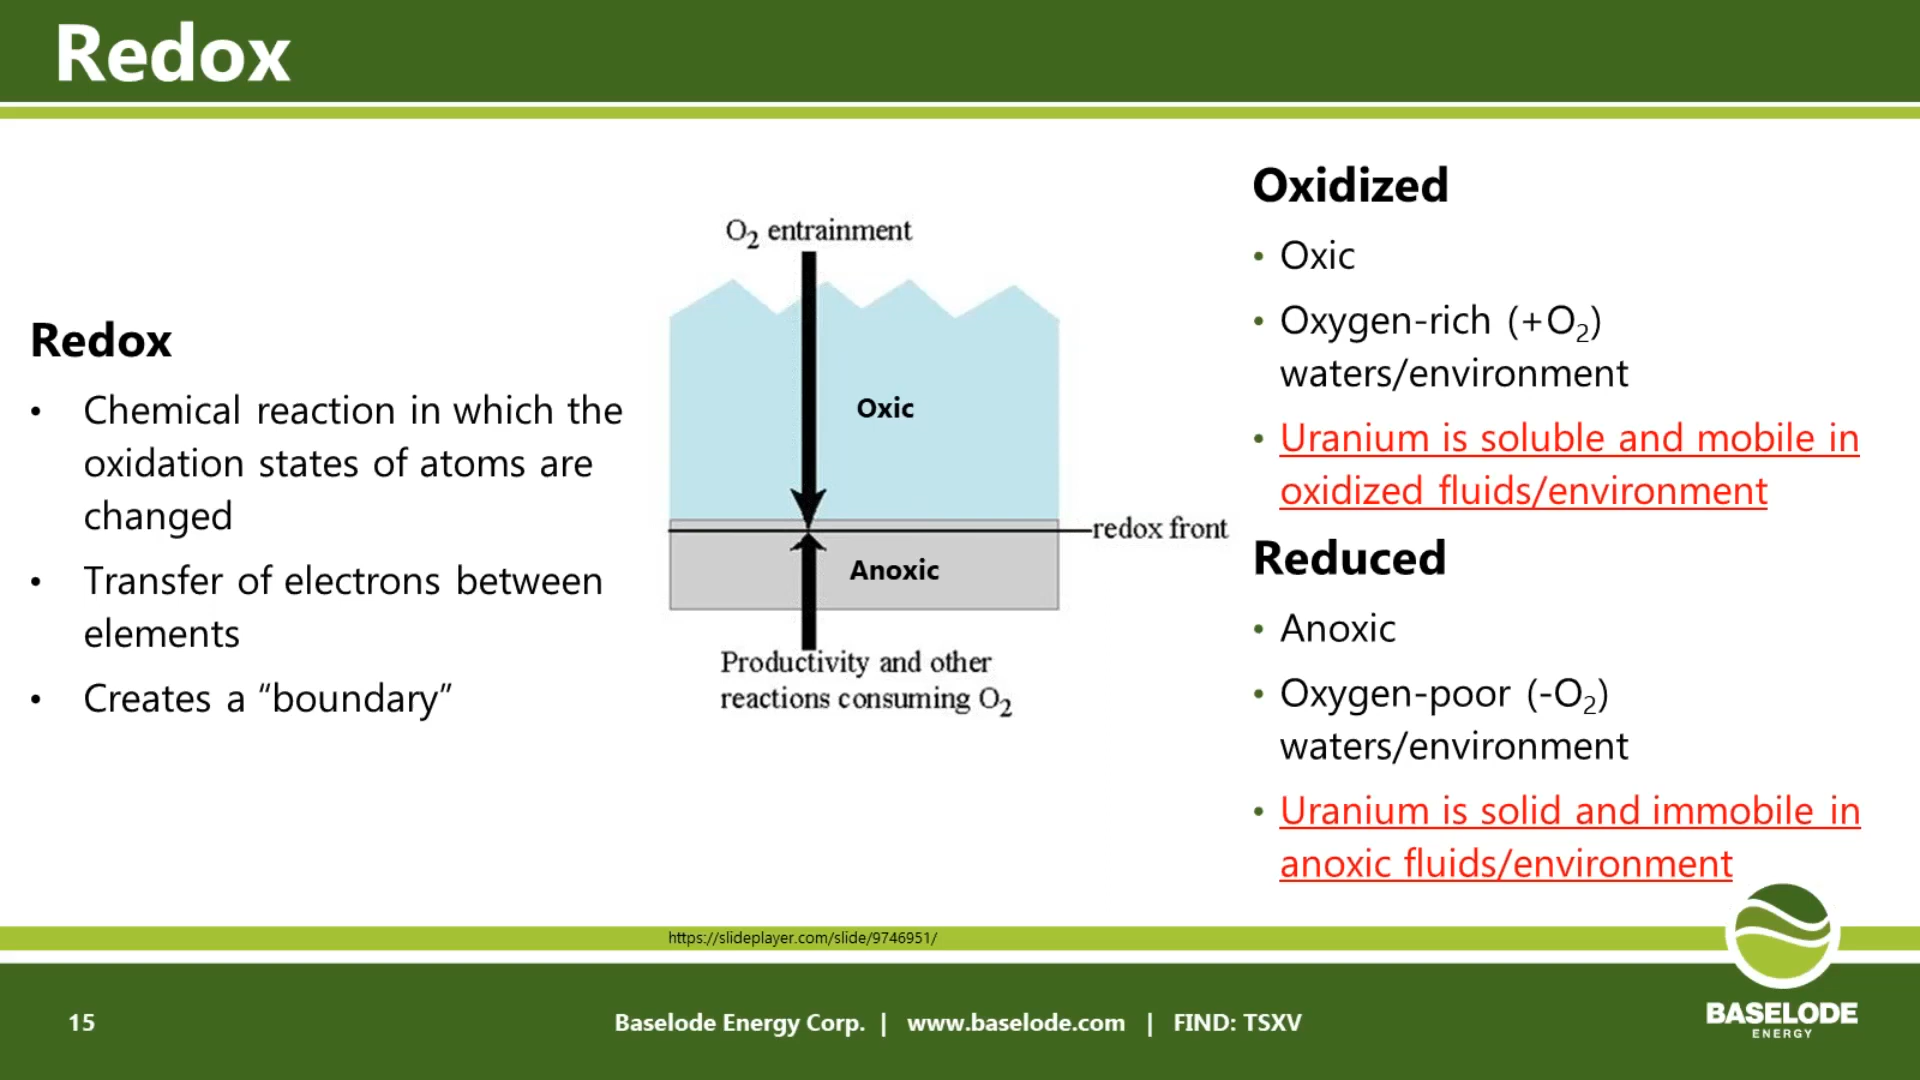 Redox
Redox
• Chemical reaction in which the
oxidation states of atoms are
changed
• Transfer of electrons between
elements
• Creates a “boundary”
O₂ entrainment
Oxic
redox front
Anoxic
Productivity and other
reactions consuming O₂
Oxidized
• Oxic
• Oxygen-rich (+O₂)
waters/environment
• Uranium is soluble and mobile in
oxidized fluids/environment
Reduced
• Anoxic
• Oxygen-poor (-O₂)
waters/environment
• Uranium is solid and immobile in
anoxic fluids/environment
https://slideplayer.com/slide/9746951/
15
Baselode Energy Corp. | www.baselode.com | FIND: TSXV
BASELODE
ENERGY